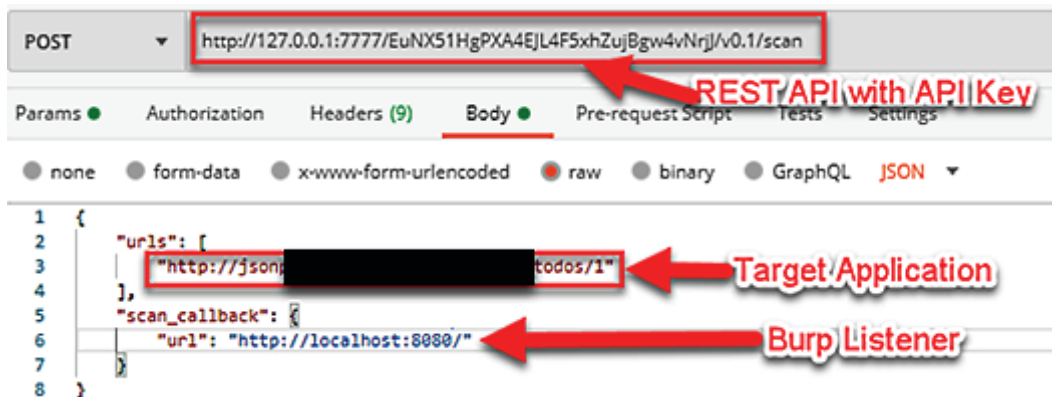 POST http://127.0.0.1:7777/EuNX51HgPXA4EJL4F5xhZujBgw4vNrjJ/v0.1/scan
REST API with API Key
Params Authorization Headers (9) Body Pre-request Script Tests Settings
none form-data x-www-form-urlencoded raw binary GraphQL JSON
1 {
2 "urls": [
3 "http://json todos/1"
Target Application
4 ],
5 "scan_callback": {
6 "url": "http://localhost:8080/"
Burp Listener
7 }
8 }